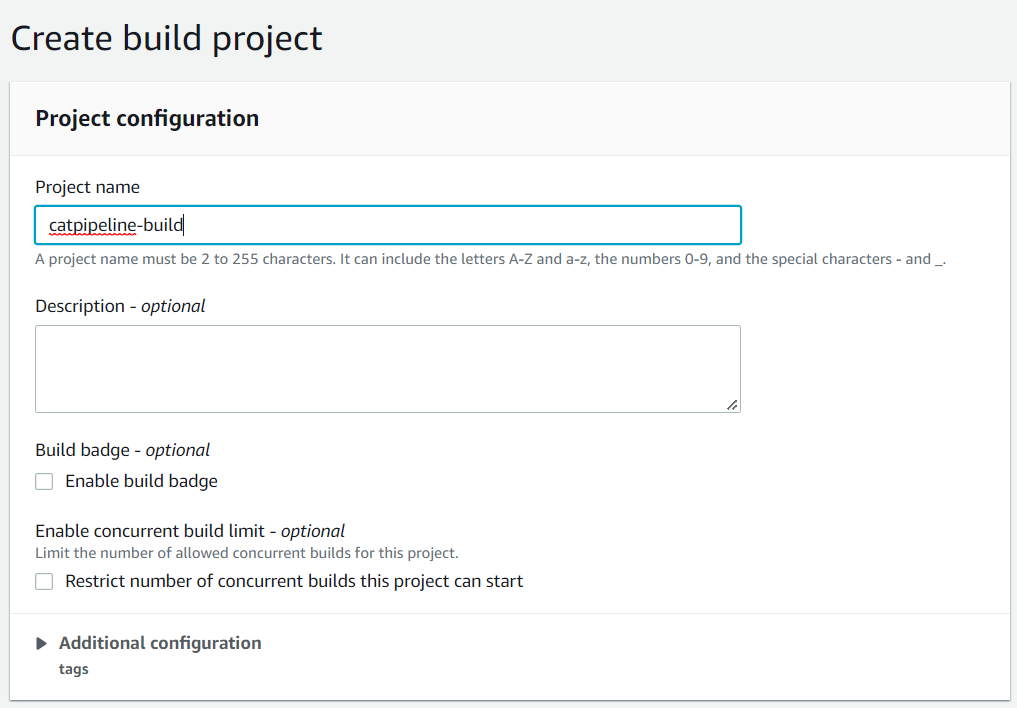 Create build project
Project configuration
Project name
catpipeline-build
A project name must be 2 to 255 characters. It can include the letters A-Z and a-z, the numbers 0-9, and the special characters - and _.
Description - optional
Build badge - optional
Enable build badge
Enable concurrent build limit - optional
Limit the number of allowed concurrent builds for this project.
Restrict number of concurrent builds this project can start
Additional configuration
tags